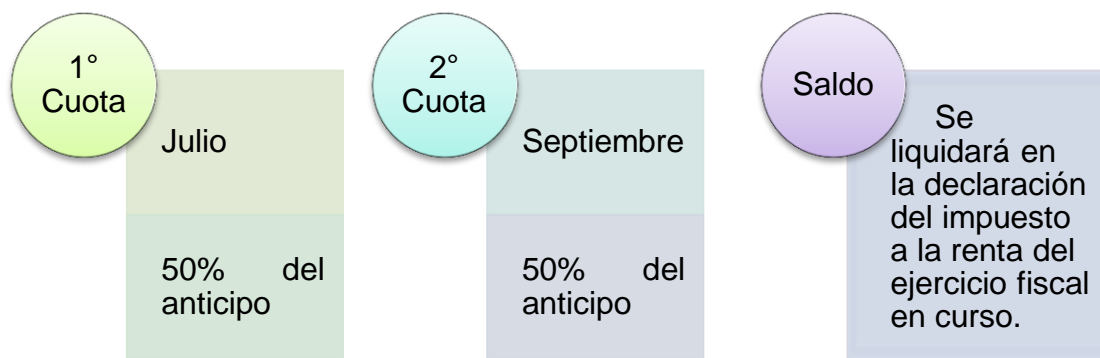 1°
Cuota
Julio
50% del
anticipo
2°
Cuota
Septiembre
50% del
anticipo
Saldo
Se
liquidará en
la declaración
del impuesto
a la renta del
ejercicio fiscal
en curso.